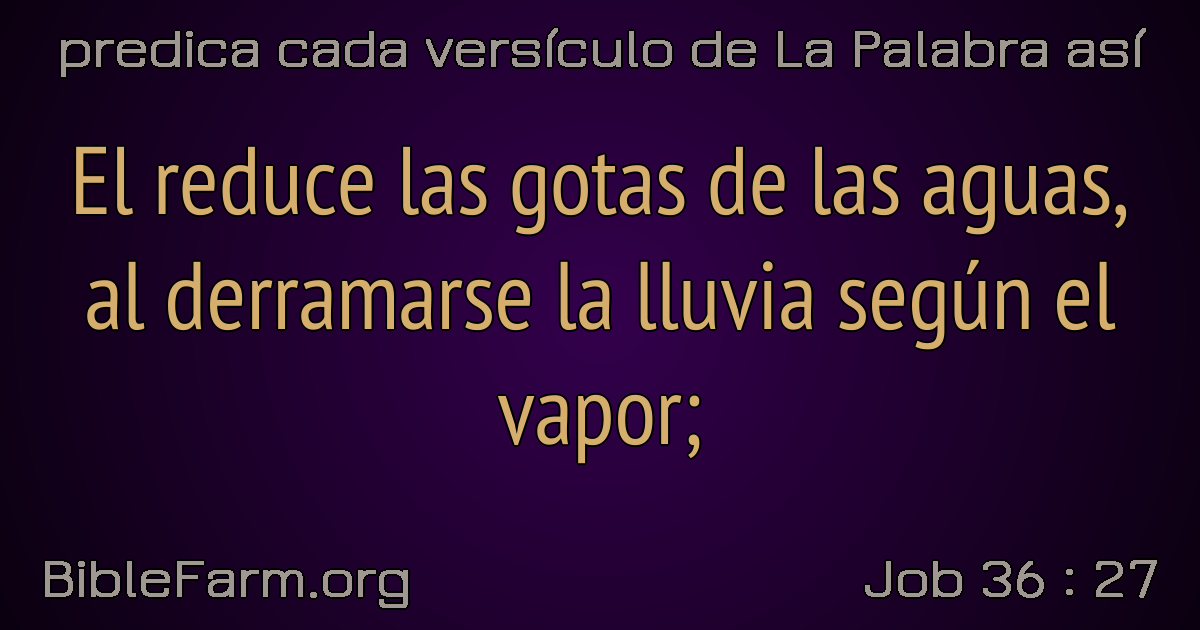 predica cada versículo de La Palabra así
El reduce las gotas de las aguas,
al derramarse la lluvia según el
vapor;
BibleFarm.org
Job 36 : 27